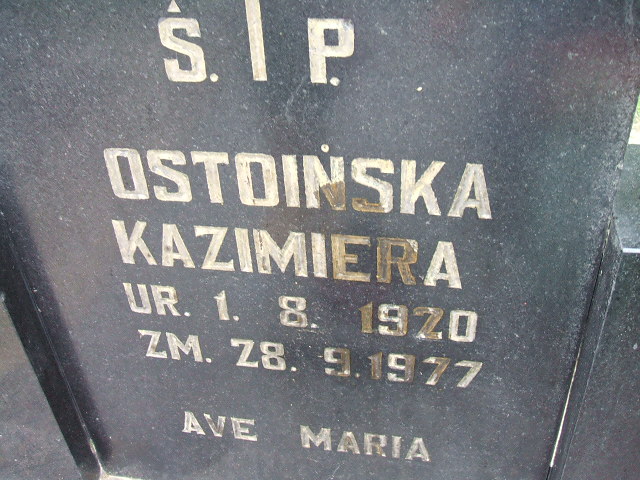 Ś. P.
OSTOIŃSKA
KAZIMIERA
UR. 1. 8. 1920
ZM. 28. 9. 1977
AVE MARIA